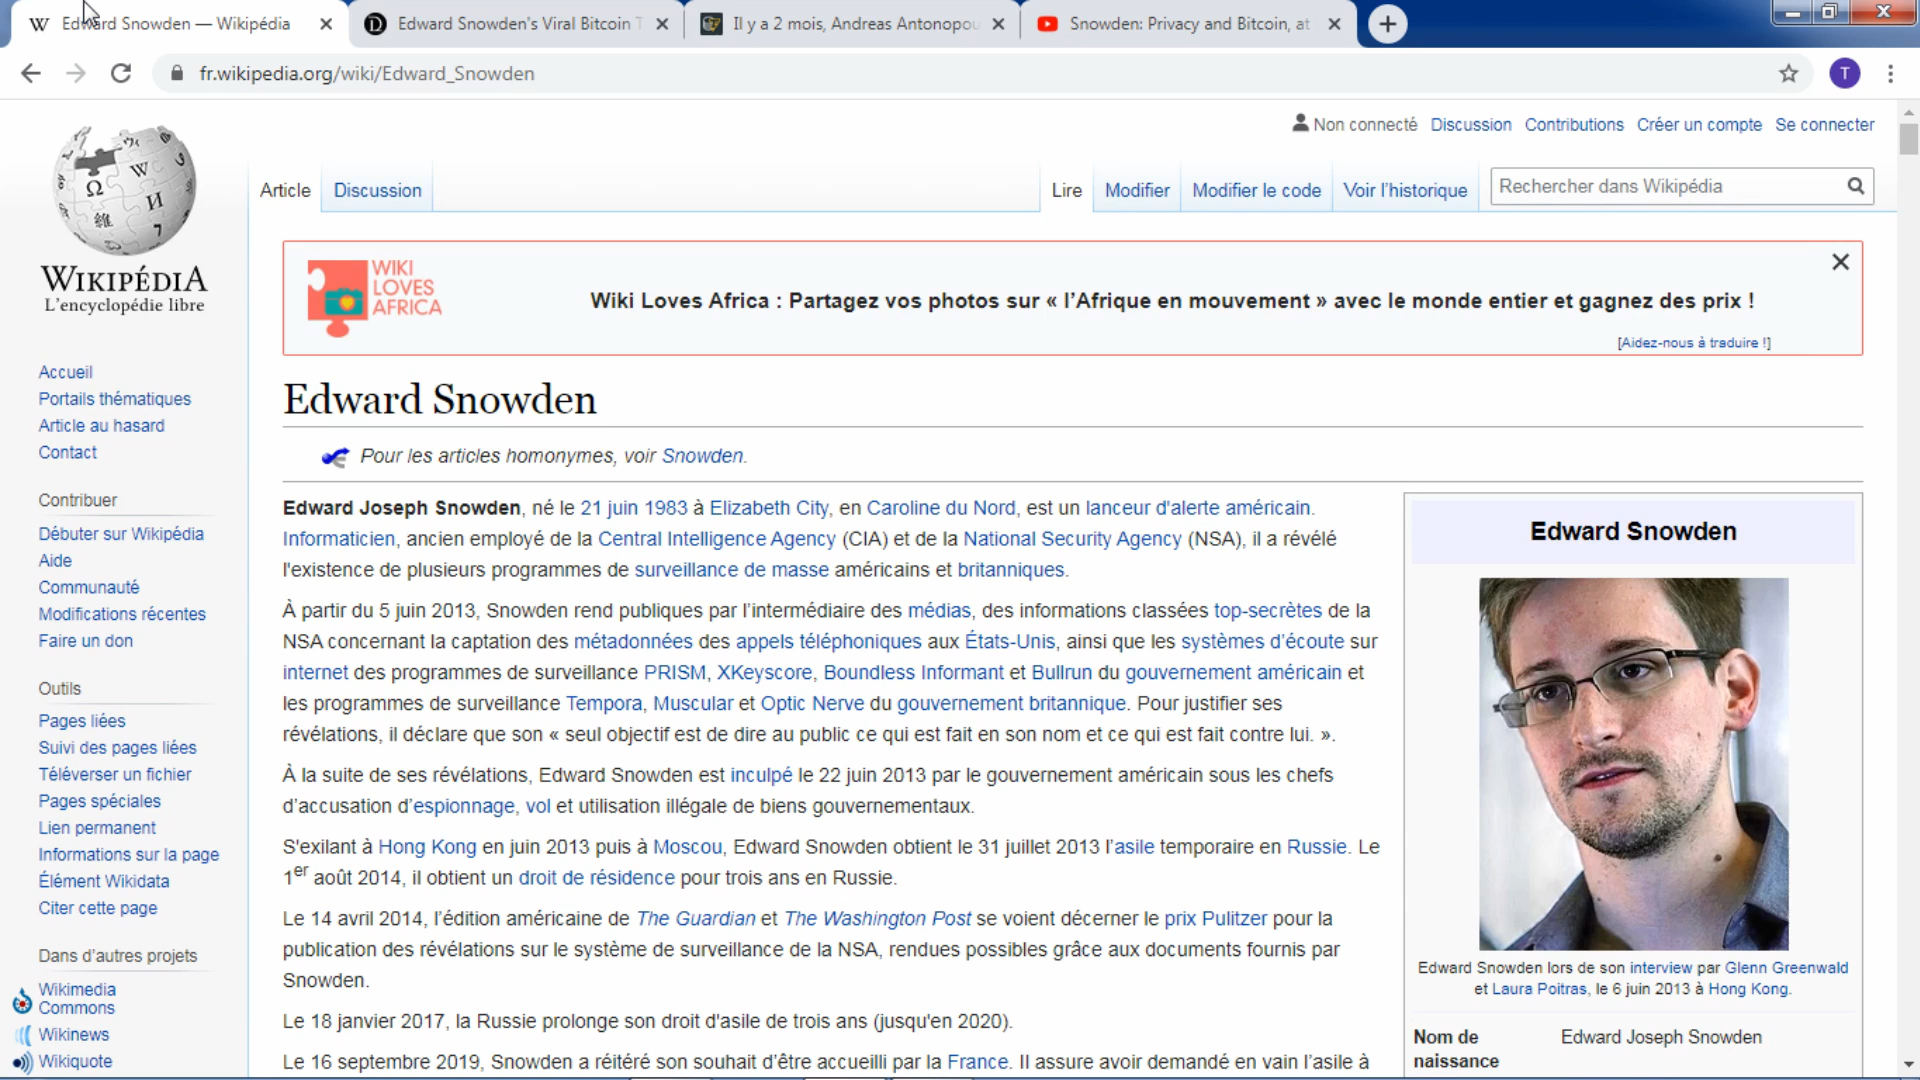 Edward Snowden — Wikipédia
Edward Snowden's Viral Bitcoin T
Il y a 2 mois, Andreas Antonopou
Snowden: Privacy and Bitcoin, at
fr.wikipedia.org/wiki/Edward_Snowden
T
Non connecté Discussion Contributions Créer un compte Se connecter
WIKIPÉDIA
L'encyclopédie libre
Article Discussion Lire Modifier Modifier le code Voir l'historique Rechercher dans Wikipédia
WIKI
LOVES
AFRICA
Wiki Loves Africa : Partagez vos photos sur « l'Afrique en mouvement » avec le monde entier et gagnez des prix !
[Aidez-nous à traduire !]
Accueil
Portails thématiques
Article au hasard
Contact
Contribuer
Débuter sur Wikipédia
Aide
Communauté
Modifications récentes
Faire un don
Outils
Pages liées
Suivi des pages liées
Téléverser un fichier
Pages spéciales
Lien permanent
Informations sur la page
Élément Wikidata
Citer cette page
Dans d'autres projets
Wikimedia
Commons
Wikinews
Wikiquote
Edward Snowden
Pour les articles homonymes, voir Snowden.
Edward Joseph Snowden, né le 21 juin 1983 à Elizabeth City, en Caroline du Nord, est un lanceur d'alerte américain.
Informaticien, ancien employé de la Central Intelligence Agency (CIA) et de la National Security Agency (NSA), il a révélé
l'existence de plusieurs programmes de surveillance de masse américains et britanniques.
À partir du 5 juin 2013, Snowden rend publiques par l'intermédiaire des médias, des informations classées top-secrètes de la
NSA concernant la captation des métadonnées des appels téléphoniques aux États-Unis, ainsi que les systèmes d'écoute sur
internet des programmes de surveillance PRISM, XKeyscore, Boundless Informant et Bullrun du gouvernement américain et
les programmes de surveillance Tempora, Muscular et Optic Nerve du gouvernement britannique. Pour justifier ses
révélations, il déclare que son « seul objectif est de dire au public ce qui est fait en son nom et ce qui est fait contre lui. ».
À la suite de ses révélations, Edward Snowden est inculpé le 22 juin 2013 par le gouvernement américain sous les chefs
d'accusation d'espionnage, vol et utilisation illégale de biens gouvernementaux.
S'exilant à Hong Kong en juin 2013 puis à Moscou, Edward Snowden obtient le 31 juillet 2013 l'asile temporaire en Russie. Le
1er août 2014, il obtient un droit de résidence pour trois ans en Russie.
Le 14 avril 2014, l'édition américaine de The Guardian et The Washington Post se voient décerner le prix Pulitzer pour la
publication des révélations sur le système de surveillance de la NSA, rendues possibles grâce aux documents fournis par
Snowden.
Le 18 janvier 2017, la Russie prolonge son droit d'asile de trois ans (jusqu'en 2020).
Le 16 septembre 2019, Snowden a réitéré son souhait d'être accueilli par la France. Il assure avoir demandé en vain l'asile à
Edward Snowden
Edward Snowden lors de son interview par Glenn Greenwald
et Laura Poitras, le 6 juin 2013 à Hong Kong.
Nom de naissance Edward Joseph Snowden